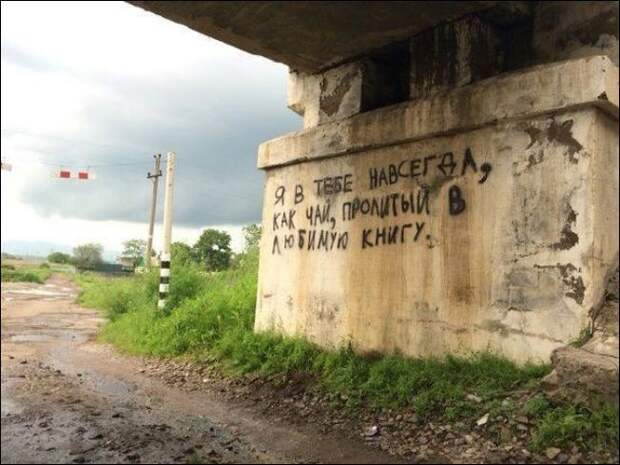 Я В ТЕБЕ НАВСЕГДА,
КАК ЧАЙ, ПРОЛИТЫЙ В
ЛЮБИМУЮ КНИГУ.